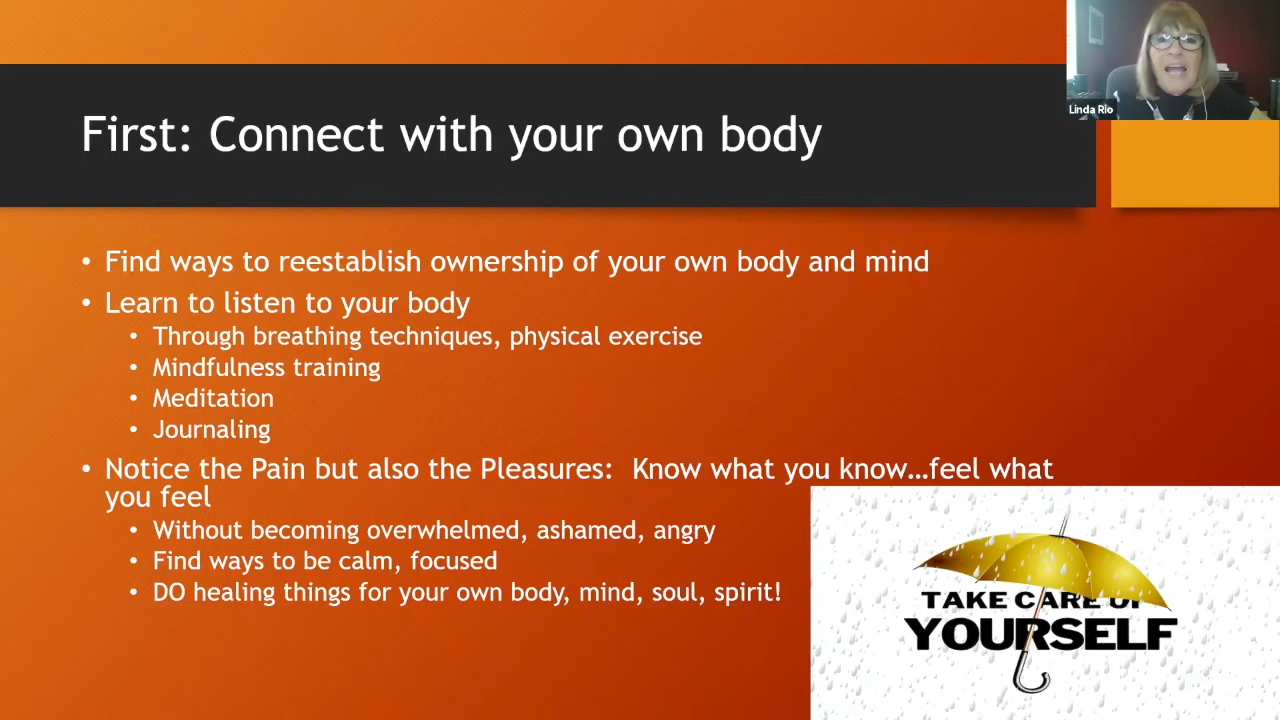 Linda Rio
First: Connect with your own body
• Find ways to reestablish ownership of your own body and mind
• Learn to listen to your body
• Through breathing techniques, physical exercise
• Mindfulness training
• Meditation
• Journaling
• Notice the Pain but also the Pleasures: Know what you know…feel what
you feel
• Without becoming overwhelmed, ashamed, angry
• Find ways to be calm, focused
• DO healing things for your own body, mind, soul, spirit!
TAKE CARE OF
YOURSELF